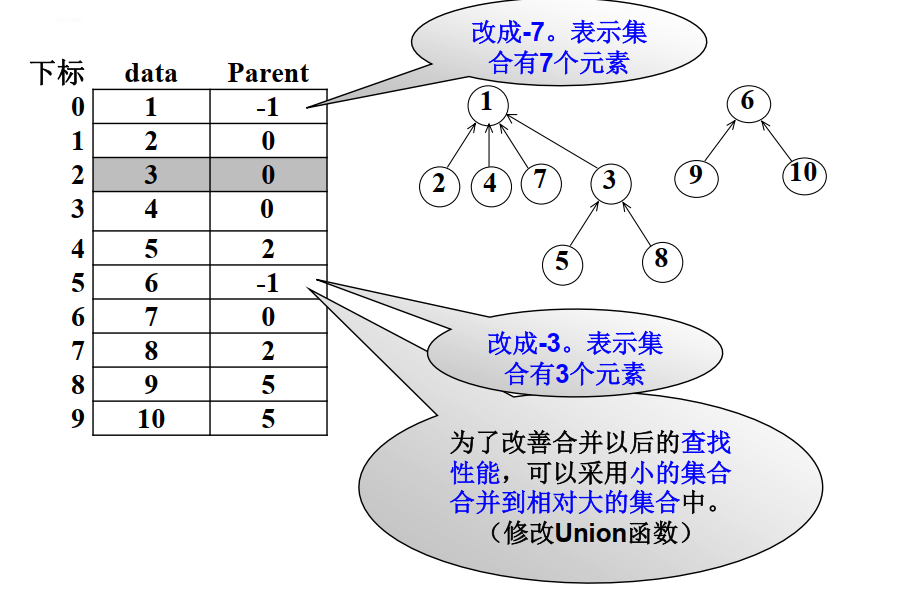 改成-7。表示集
合有7个元素
下标 data Parent
0 1 -1
1 2 0
2 3 0
3 4 0
4 5 2
5 6 -1
6 7 0
7 8 2
8 9 5
9 10 5
1
6
2 4 7 3
9 10
5 8
改成-3。表示集
合有3个元素
为了改善合并以后的查找
性能，可以采用小的集合
合并到相对大的集合中。
（修改Union函数）